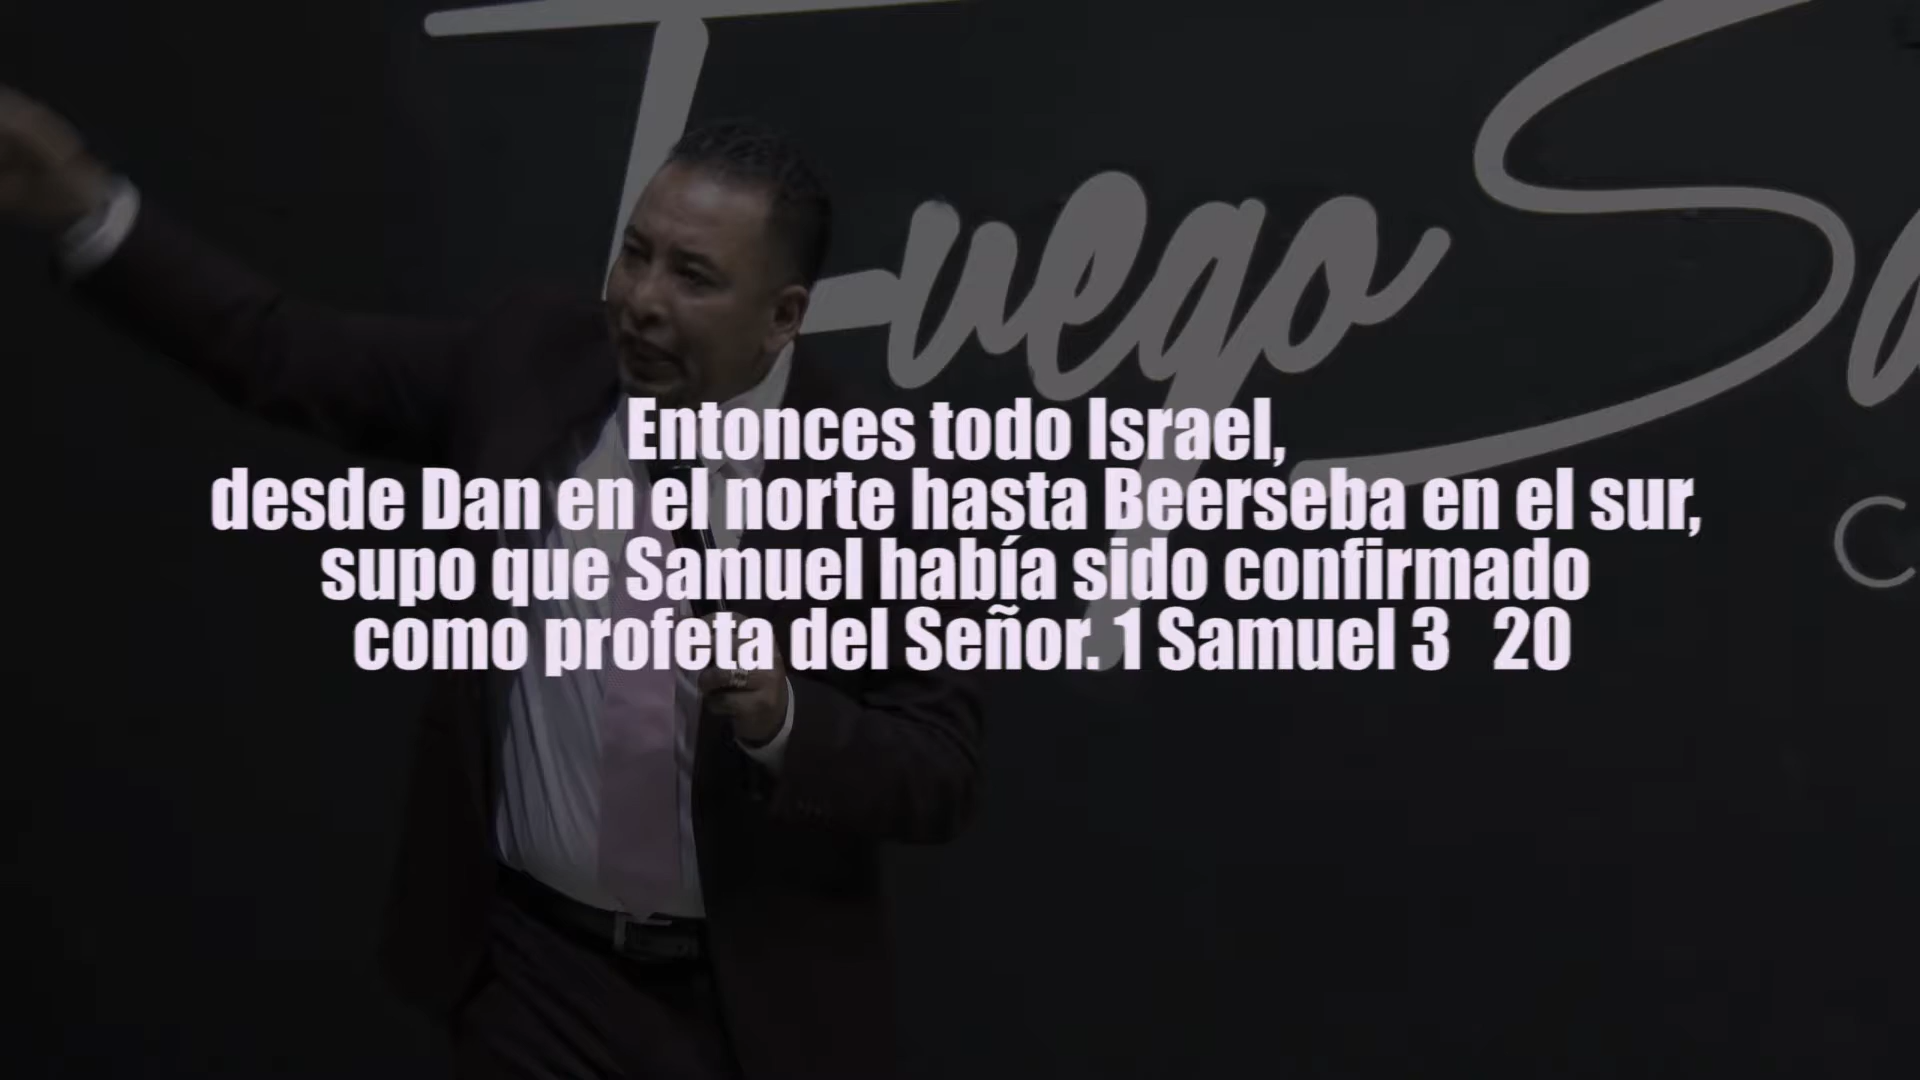 Fuego S
C
Entonces todo Israel,
desde Dan en el norte hasta Beerseba en el sur,
supo que Samuel había sido confirmado
como profeta del Señor. 1 Samuel 3 20